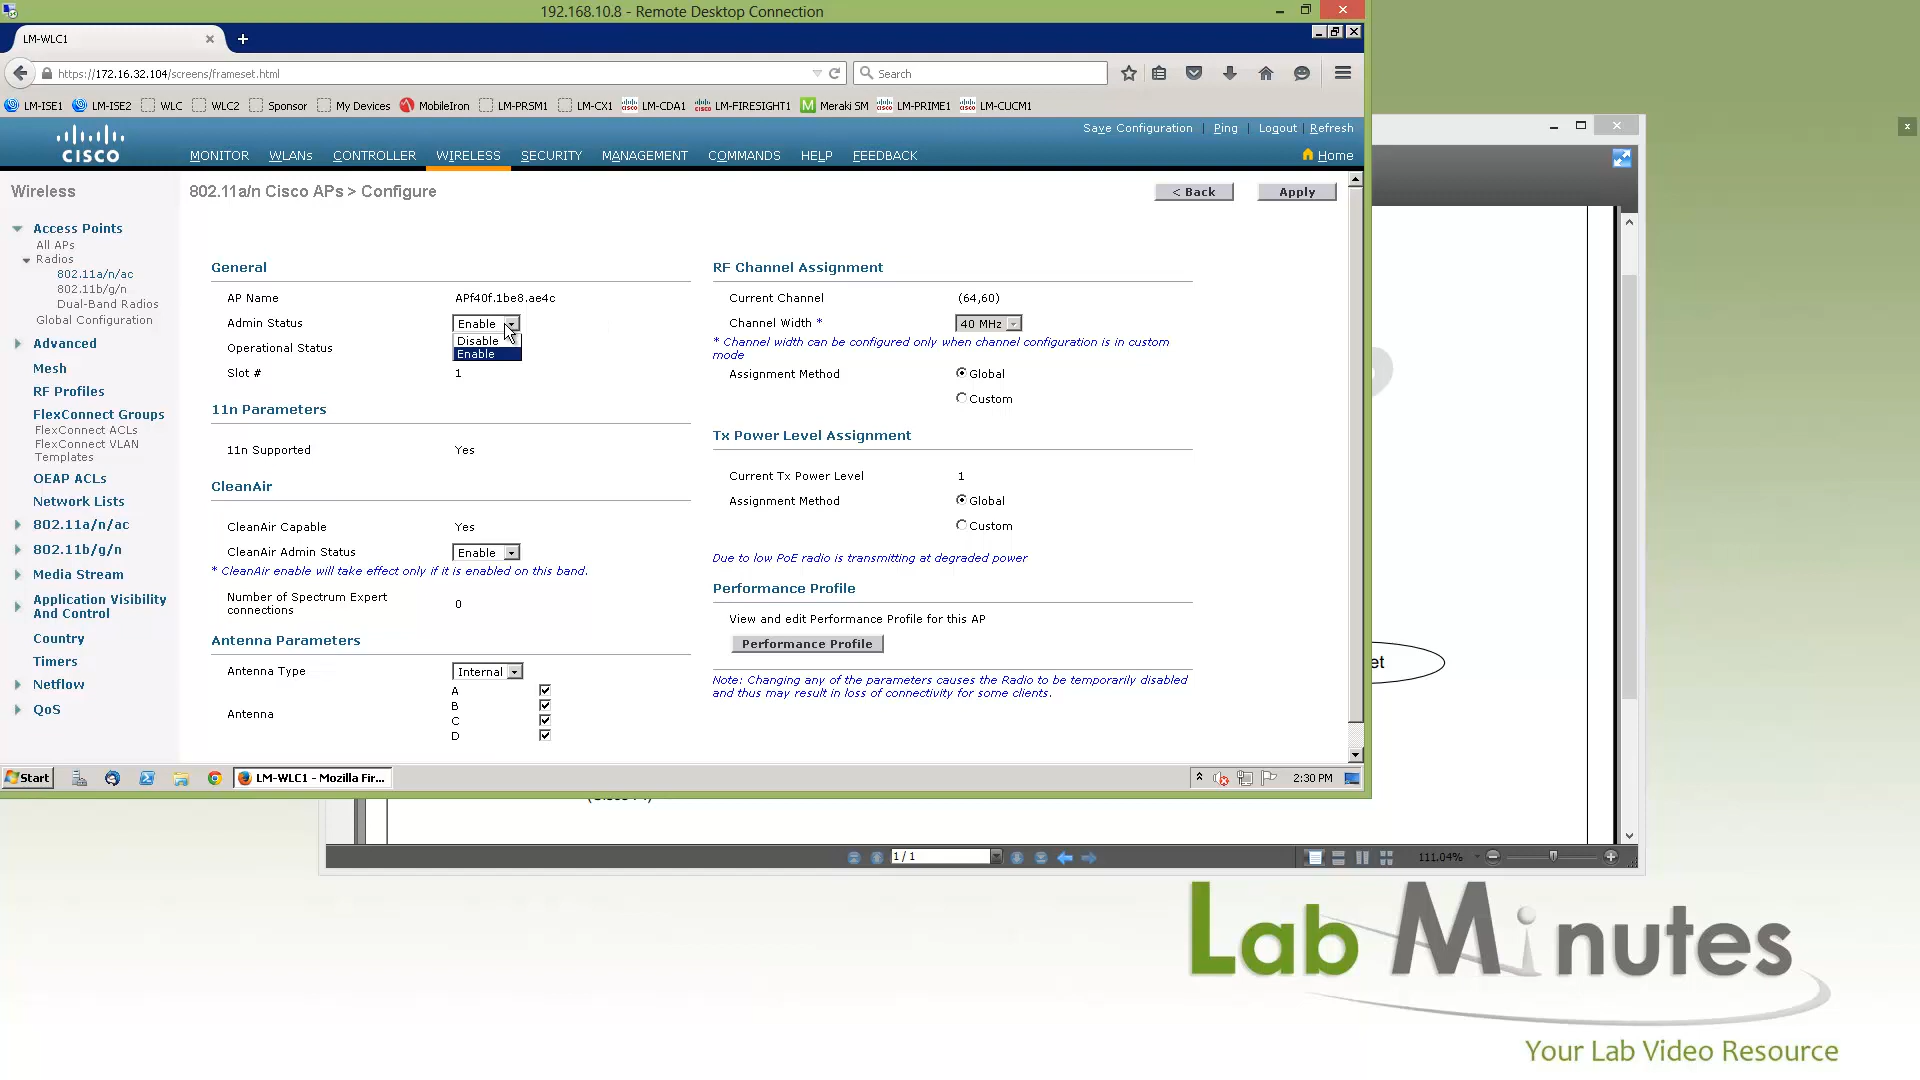 192.168.10.8 - Remote Desktop Connection
LM-WLC1
https://172.16.32.104/screens/frameset.html
Search
LM-ISE1 LM-ISE2 WLC WLC2 Sponsor My Devices MobileIron LM-PRSM1 LM-CX1 LM-CDA1 LM-FIRESIGHT1 Meraki SM LM-PRIME1 LM-CUCM1
Save Configuration | Ping | Logout | Refresh
CISCO
MONITOR WLANs CONTROLLER WIRELESS SECURITY MANAGEMENT COMMANDS HELP FEEDBACK Home
Wireless
Access Points
All APs
Radios
802.11a/n/ac
802.11b/g/n
Dual-Band Radios
Global Configuration
Advanced
Mesh
RF Profiles
FlexConnect Groups
FlexConnect ACLs
FlexConnect VLAN
Templates
OEAP ACLs
Network Lists
802.11a/n/ac
802.11b/g/n
Media Stream
Application Visibility
And Control
Country
Timers
Netflow
QoS
802.11a/n Cisco APs > Configure
< Back Apply
General
AP Name APf40f.1be8.ae4c
Admin Status Enable
Disable
Enable
Operational Status
Slot # 1
11n Parameters
11n Supported Yes
CleanAir
CleanAir Capable Yes
CleanAir Admin Status Enable
* CleanAir enable will take effect only if it is enabled on this band.
Number of Spectrum Expert
connections 0
Antenna Parameters
Antenna Type Internal
Antenna
A
B
C
D
RF Channel Assignment
Current Channel (64,60)
Channel Width * 40 MHz
* Channel width can be configured only when channel configuration is in custom
mode
Assignment Method Global
Custom
Tx Power Level Assignment
Current Tx Power Level 1
Assignment Method Global
Custom
Due to low PoE radio is transmitting at degraded power
Performance Profile
View and edit Performance Profile for this AP
Performance Profile
Note: Changing any of the parameters causes the Radio to be temporarily disabled
and thus may result in loss of connectivity for some clients.
Start LM-WLC1 - Mozilla Fir... 2:30 PM
et
1 / 1
111.04%
Lab Minutes
Your Lab Video Resource